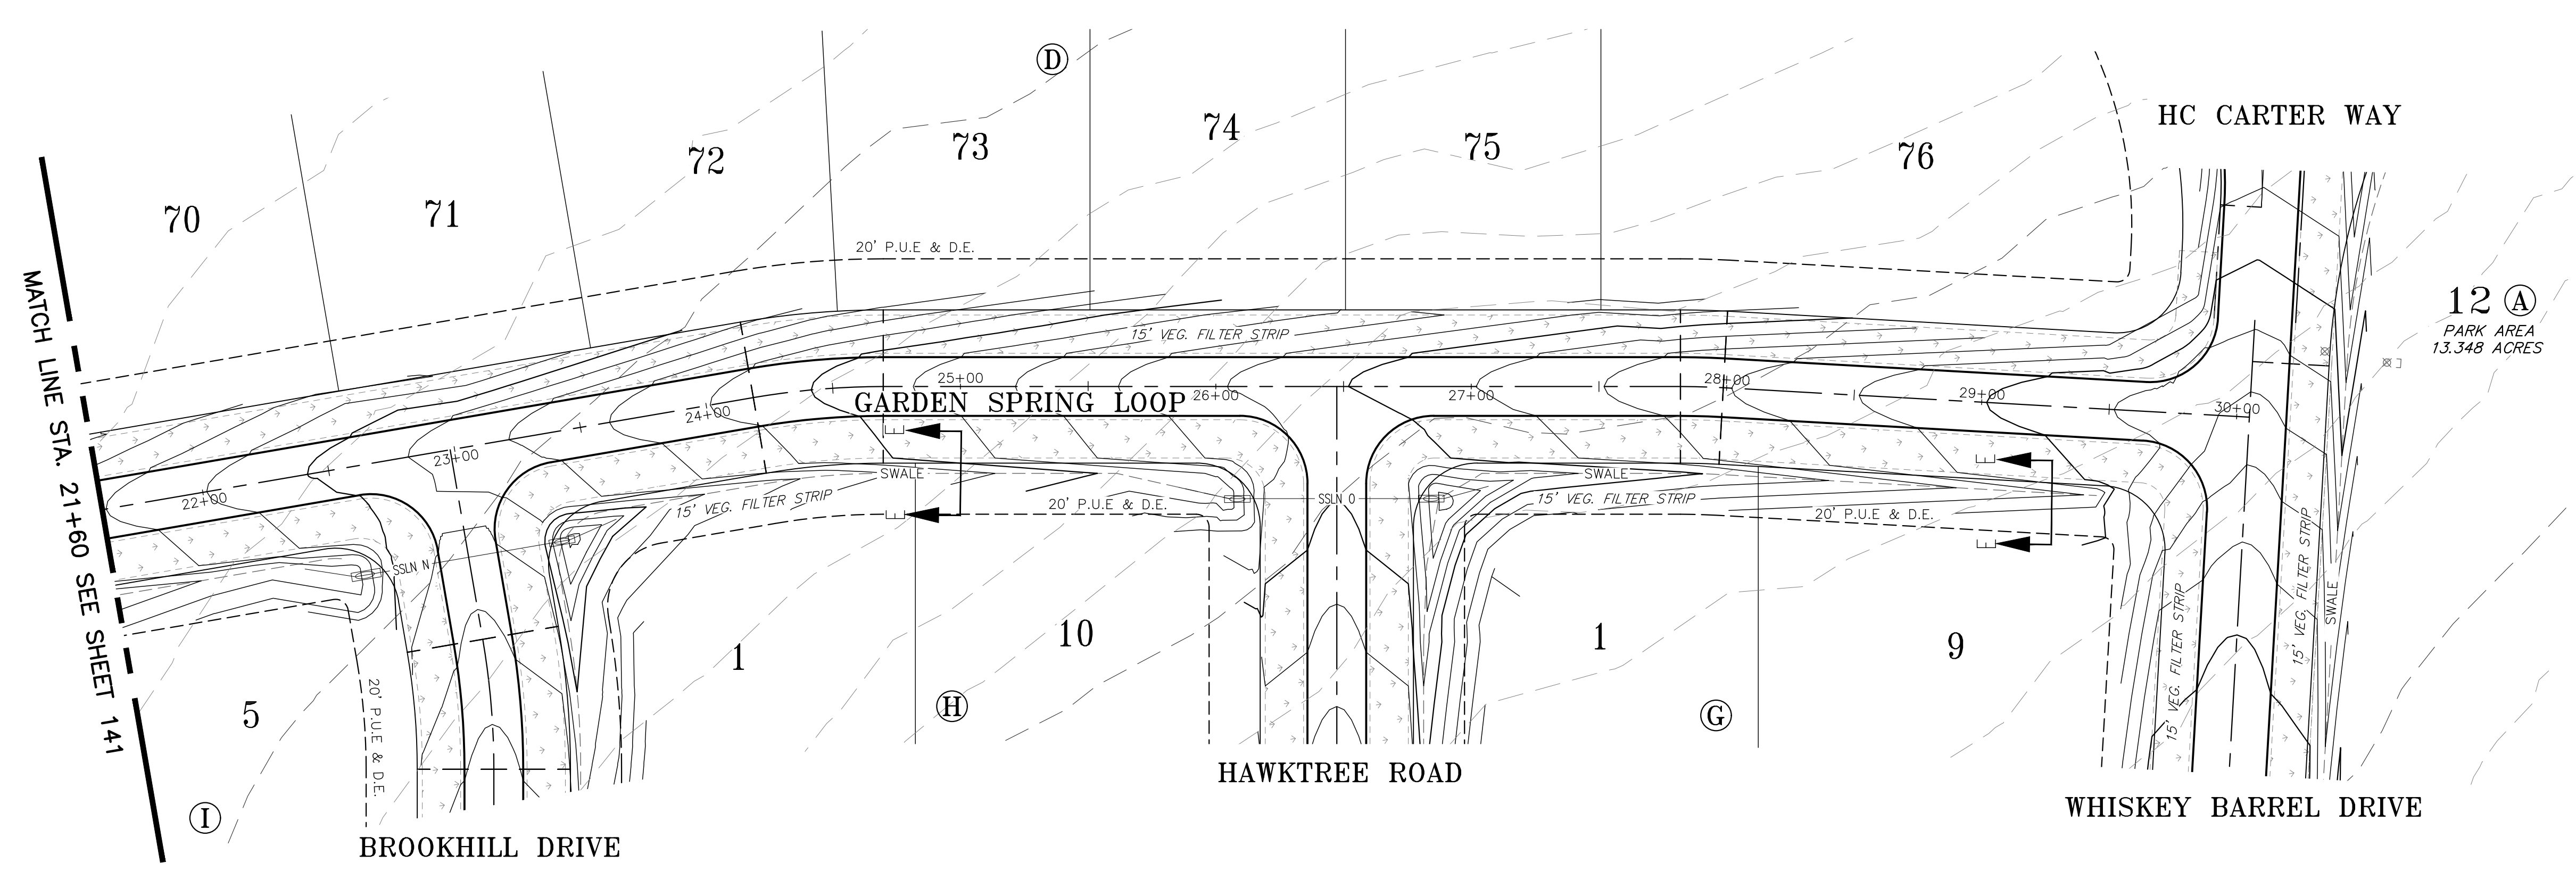 D
HC CARTER WAY
74
73
75
72
76
70
71
20' P.U.E & D.E.
12 A
PARK AREA
13.348 ACRES
15' VEG. FILTER STRIP
MATCH LINE STA. 21+60 SEE SHEET 141
22+00
23+00
24+00
25+00
26+00
27+00
28+00
29+00
30+00
GARDEN SPRING LOOP
SWALE
SWALE
15' VEG. FILTER STRIP
20' P.U.E & D.E.
SSLN O
15' VEG. FILTER STRIP
20' P.U.E & D.E.
SSLN N
15' VEG. FILTER STRIP
15' VEG. FILTER STRIP
SWALE
5
20' P.U.E & D.E.
1
10
1
9
H
G
I
HAWKTREE ROAD
WHISKEY BARREL DRIVE
BROOKHILL DRIVE